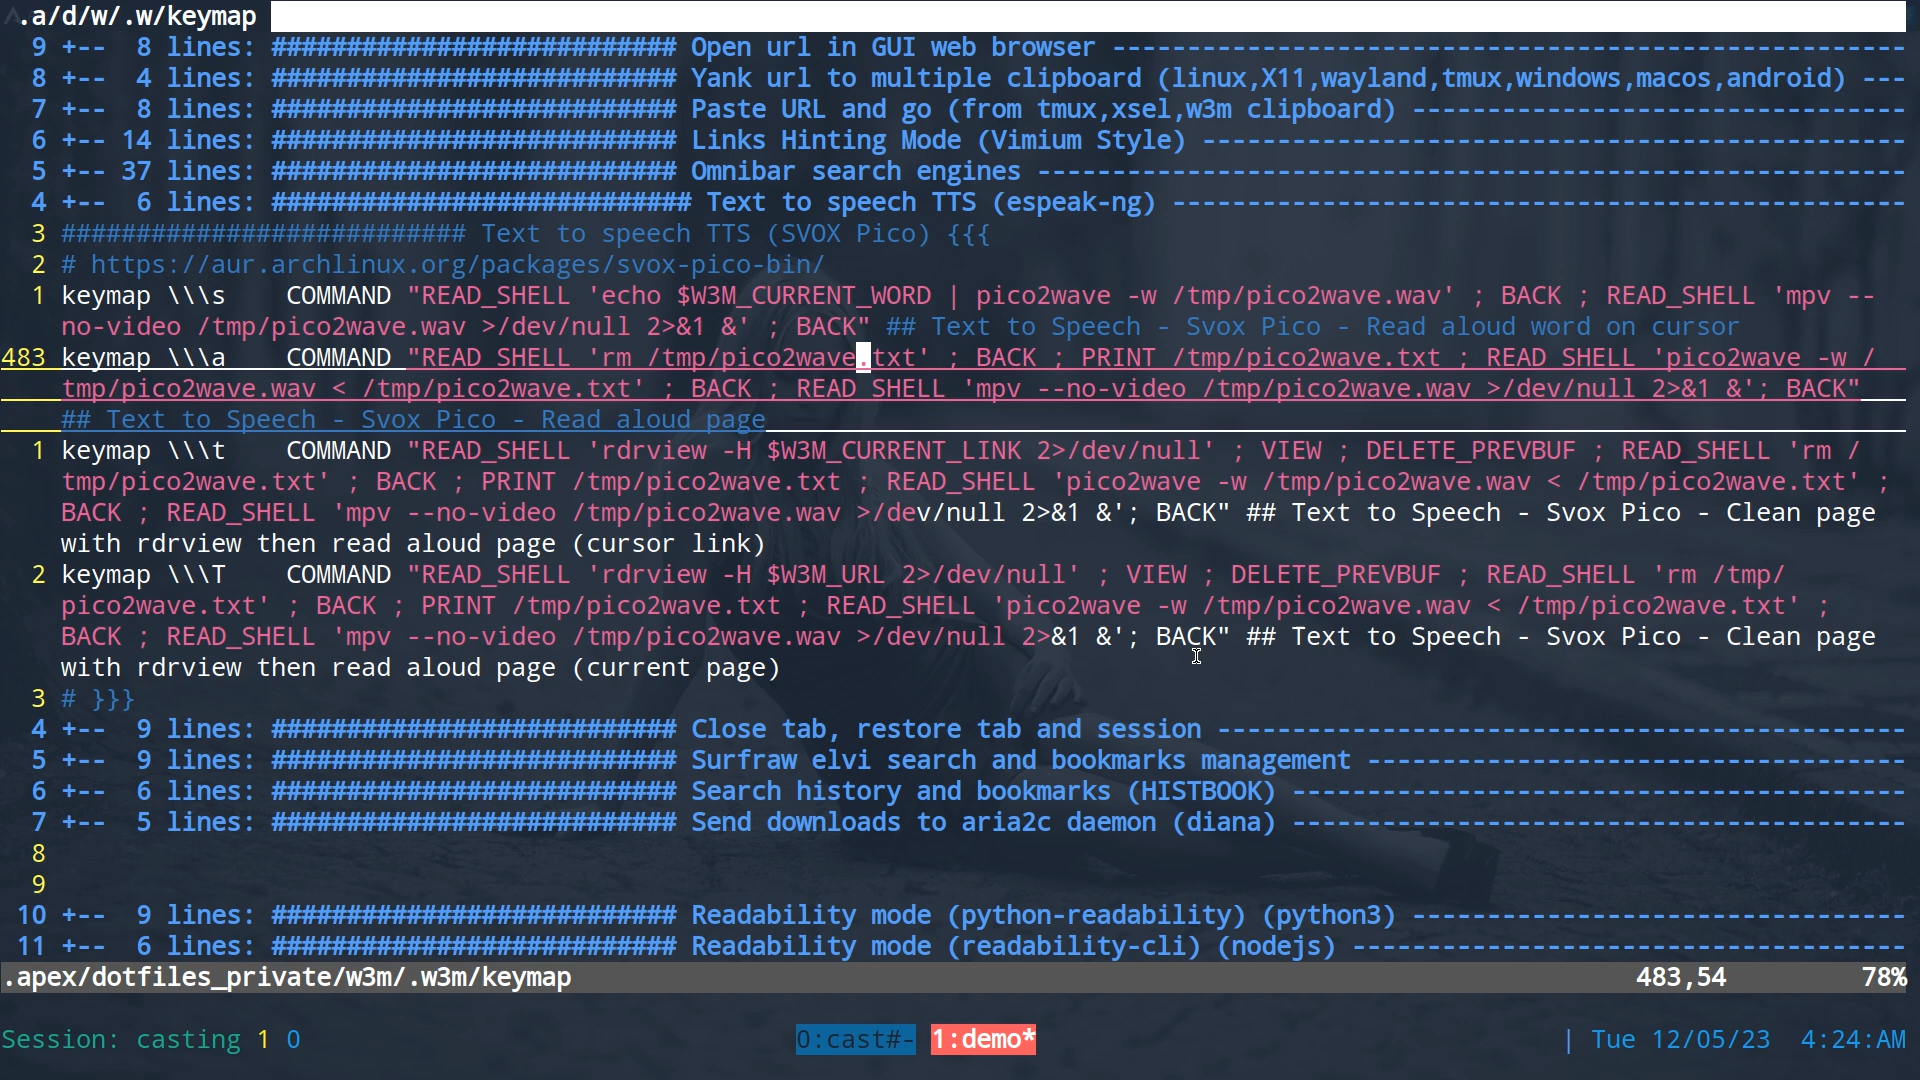 .a/d/w/.w/keymap
9 +--  8 lines: ########################### Open url in GUI web browser -----------------------------------------------------
8 +--  4 lines: ########################### Yank url to multiple clipboard (linux,X11,wayland,tmux,windows,macos,android) ---
7 +--  8 lines: ########################### Paste URL and go (from tmux,xsel,w3m clipboard) ---------------------------------
6 +-- 14 lines: ########################### Links Hinting Mode (Vimium Style) -----------------------------------------------
5 +-- 37 lines: ########################### Omnibar search engines ----------------------------------------------------------
4 +--  6 lines: ############################ Text to speech TTS (espeak-ng) -------------------------------------------------
3 ########################### Text to speech TTS (SVOX Pico) {{{
2 # https://aur.archlinux.org/packages/svox-pico-bin/
1 keymap \\\s    COMMAND "READ_SHELL 'echo $W3M_CURRENT_WORD | pico2wave -w /tmp/pico2wave.wav' ; BACK ; READ_SHELL 'mpv --
no-video /tmp/pico2wave.wav >/dev/null 2>&1 &' ; BACK" ## Text to Speech - Svox Pico - Read aloud word on cursor
483 keymap \\\a    COMMAND "READ_SHELL 'rm /tmp/pico2wave.txt' ; BACK ; PRINT /tmp/pico2wave.txt ; READ_SHELL 'pico2wave -w /
tmp/pico2wave.wav < /tmp/pico2wave.txt' ; BACK ; READ_SHELL 'mpv --no-video /tmp/pico2wave.wav >/dev/null 2>&1 &'; BACK"
## Text to Speech - Svox Pico - Read aloud page
1 keymap \\\t    COMMAND "READ_SHELL 'rdrview -H $W3M_CURRENT_LINK 2>/dev/null' ; VIEW ; DELETE_PREVBUF ; READ_SHELL 'rm /
tmp/pico2wave.txt' ; BACK ; PRINT /tmp/pico2wave.txt ; READ_SHELL 'pico2wave -w /tmp/pico2wave.wav < /tmp/pico2wave.txt' ;
BACK ; READ_SHELL 'mpv --no-video /tmp/pico2wave.wav >/dev/null 2>&1 &'; BACK" ## Text to Speech - Svox Pico - Clean page
with rdrview then read aloud page (cursor link)
2 keymap \\\T    COMMAND "READ_SHELL 'rdrview -H $W3M_URL 2>/dev/null' ; VIEW ; DELETE_PREVBUF ; READ_SHELL 'rm /tmp/
pico2wave.txt' ; BACK ; PRINT /tmp/pico2wave.txt ; READ_SHELL 'pico2wave -w /tmp/pico2wave.wav < /tmp/pico2wave.txt' ;
BACK ; READ_SHELL 'mpv --no-video /tmp/pico2wave.wav >/dev/null 2>&1 &'; BACK" ## Text to Speech - Svox Pico - Clean page
with rdrview then read aloud page (current page)
3 # }}}
4 +--  9 lines: ########################### Close tab, restore tab and session ----------------------------------------------
5 +--  9 lines: ########################### Surfraw elvi search and bookmarks management ------------------------------------
6 +--  6 lines: ########################### Search history and bookmarks (HISTBOOK) -----------------------------------------
7 +--  5 lines: ########################### Send downloads to aria2c daemon (diana) -----------------------------------------
8
9
10 +--  9 lines: ########################### Readability mode (python-readability) (python3) ---------------------------------
11 +--  6 lines: ########################### Readability mode (readability-cli) (nodejs) -------------------------------------
.apex/dotfiles_private/w3m/.w3m/keymap 483,54 78%
Session: casting 1 0 0:cast#- 1:demo* | Tue 12/05/23  4:24:AM